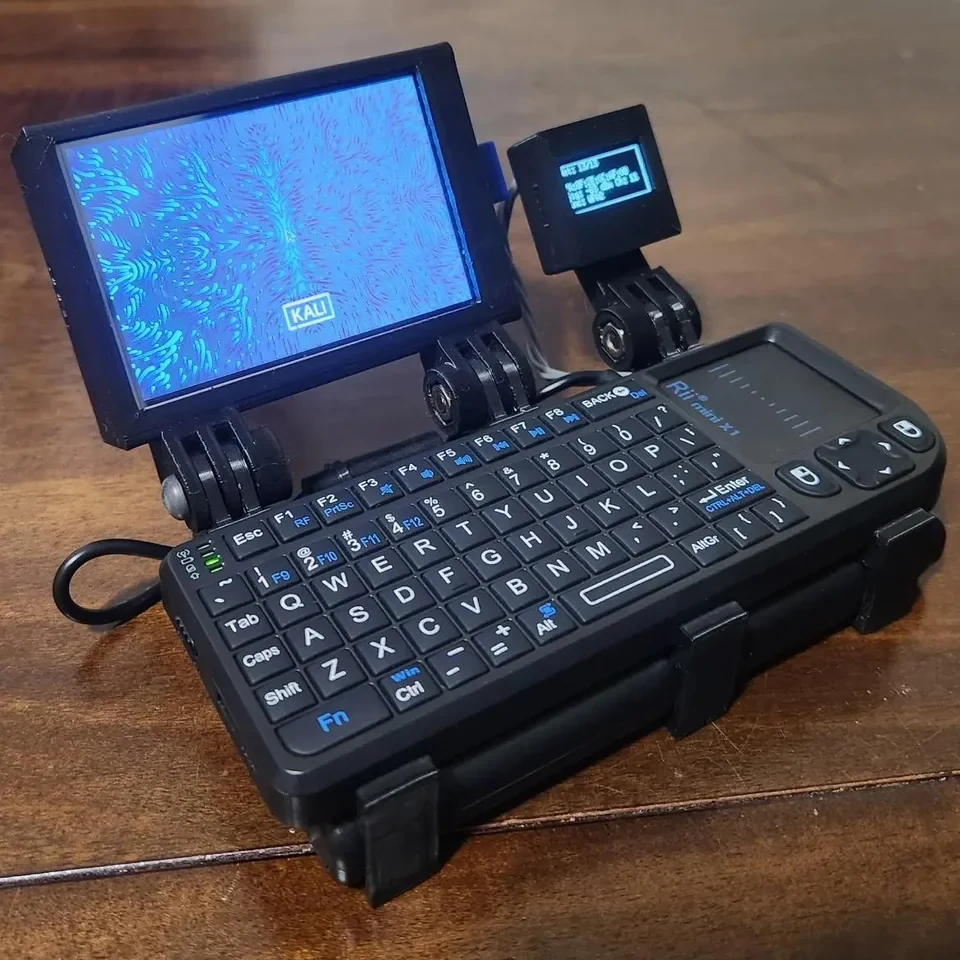 KALI
Rii® mini X1
Esc F1 RF F2 PrtSc F3 F4 F5 F6 F7 F8 BACK Del
~ ` ! 1 F9 @ 2 F10 # 3 F11 $ 4 F12 % 5 ^ 6 & 7 * 8 9 0 ? /
Tab Q W E R T Y U I O P | \
Caps A S D F G H J K L : ; " ' Enter CTRL+ALT+DEL
Shift Z X C V B N M < , > . AltGr { [ } ]
Fn Win Ctrl _ - + = S Alt